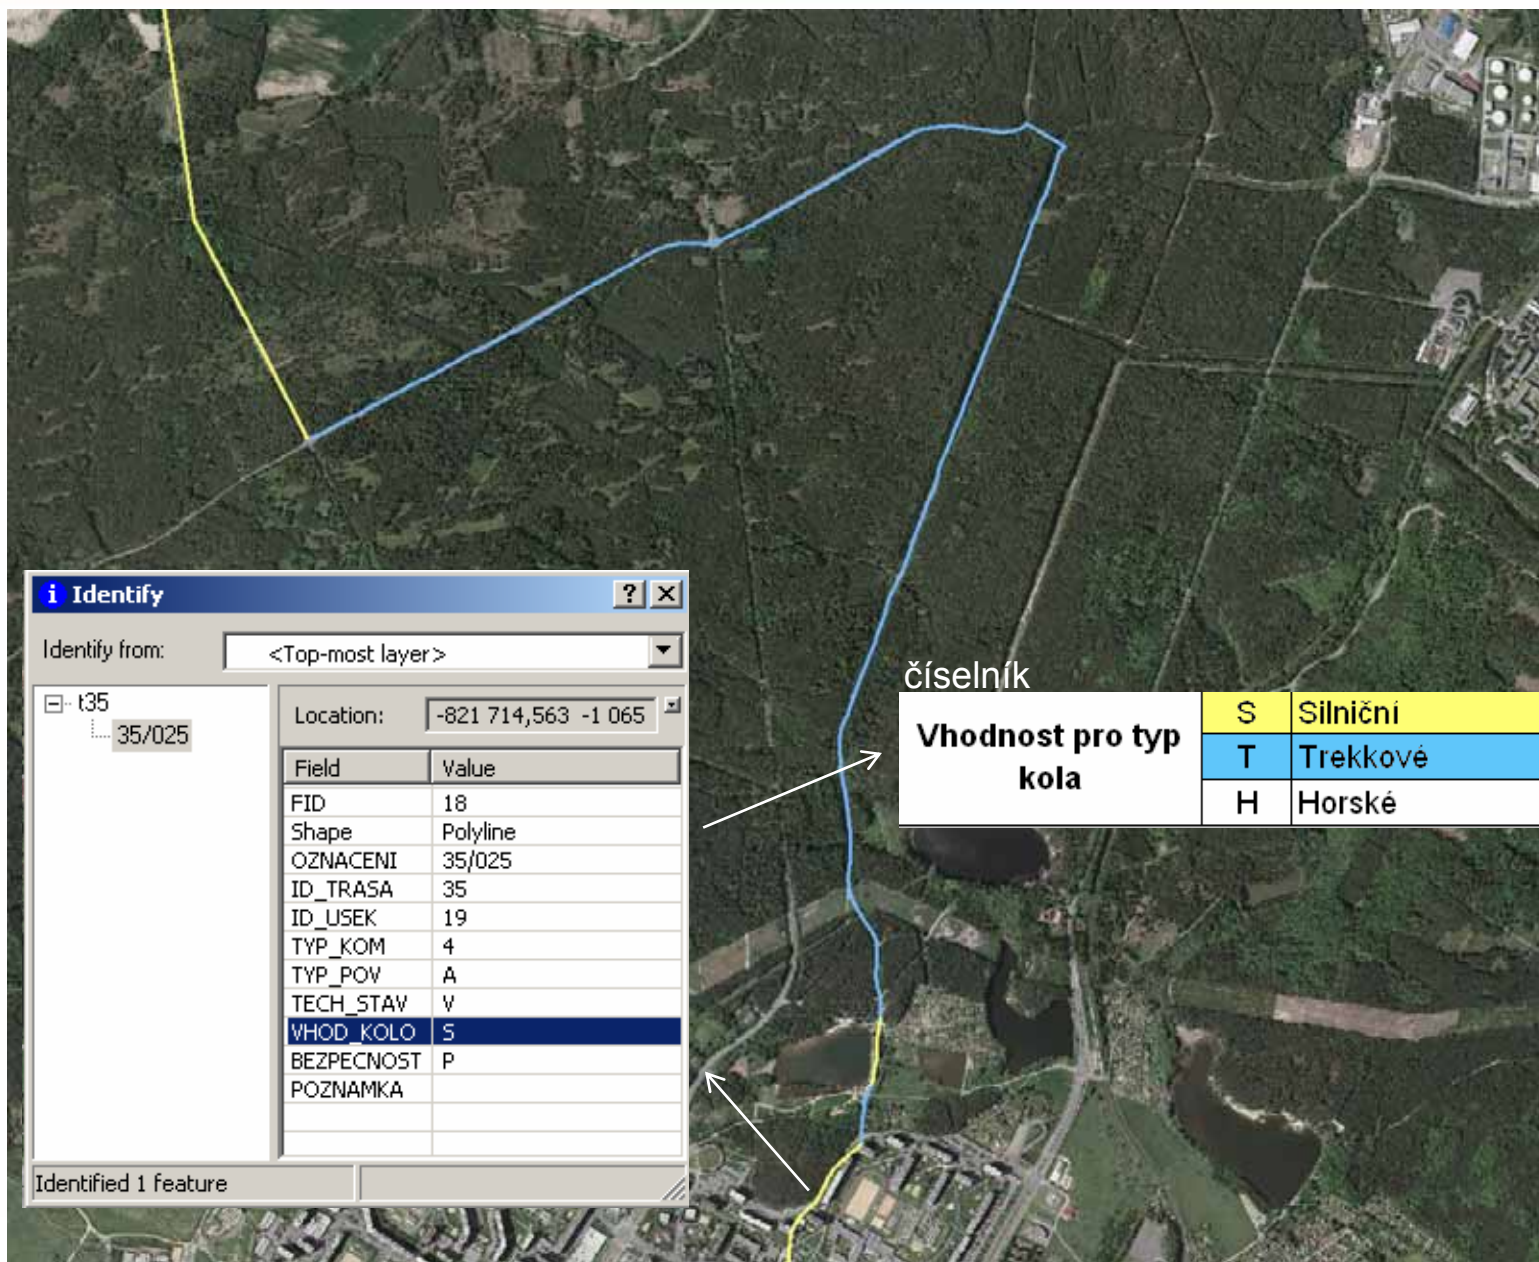 Identify
Identify from: <Top-most layer>
t35
35/025
Location: -821 714,563 -1 065
Field Value
FID 18
Shape Polyline
OZNACENI 35/025
ID_TRASA 35
ID_USEK 19
TYP_KOM 4
TYP_POV A
TECH_STAV V
VHOD_KOLO S
BEZPECNOST P
POZNAMKA
Identified 1 feature
číselník
Vhodnost pro typ
kola
S Silniční
T Trekkové
H Horské